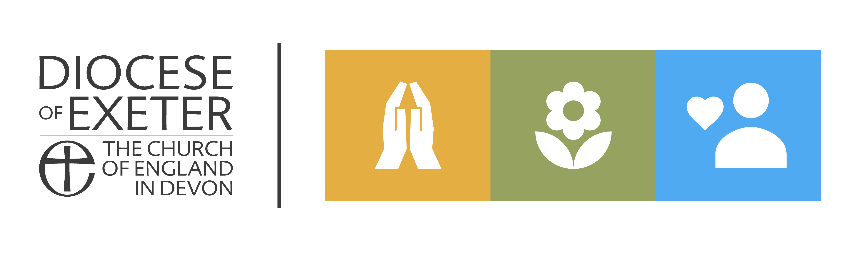 DIOCESE
OF EXETER
THE CHURCH
OF ENGLAND
IN DEVON